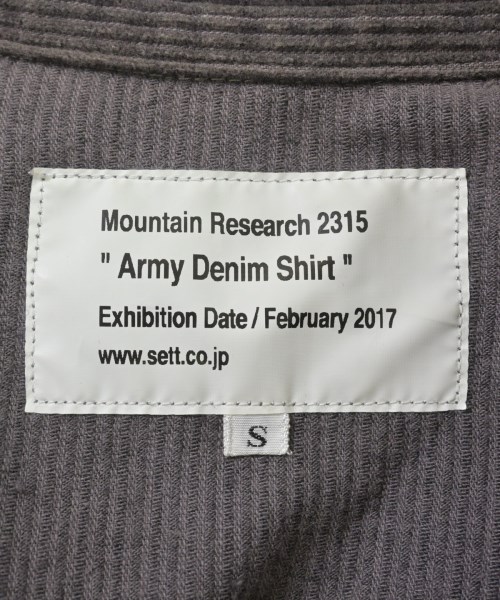 Mountain Research 2315
" Army Denim Shirt "
Exhibition Date / February 2017
www.sett.co.jp
S